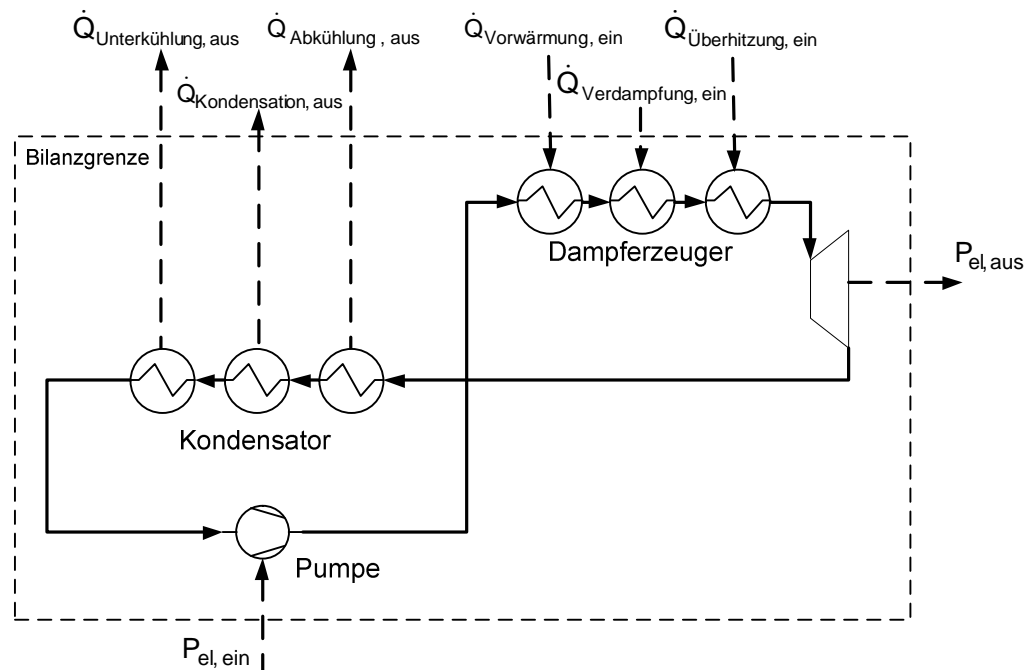 Q̇Unterkühlung, aus
Q̇Abkühlung , aus
Q̇Vorwärmung, ein
Q̇Überhitzung, ein
Q̇Kondensation, aus
Q̇Verdampfung, ein
Bilanzgrenze
Dampferzeuger
Pel, aus
Kondensator
Pumpe
Pel, ein